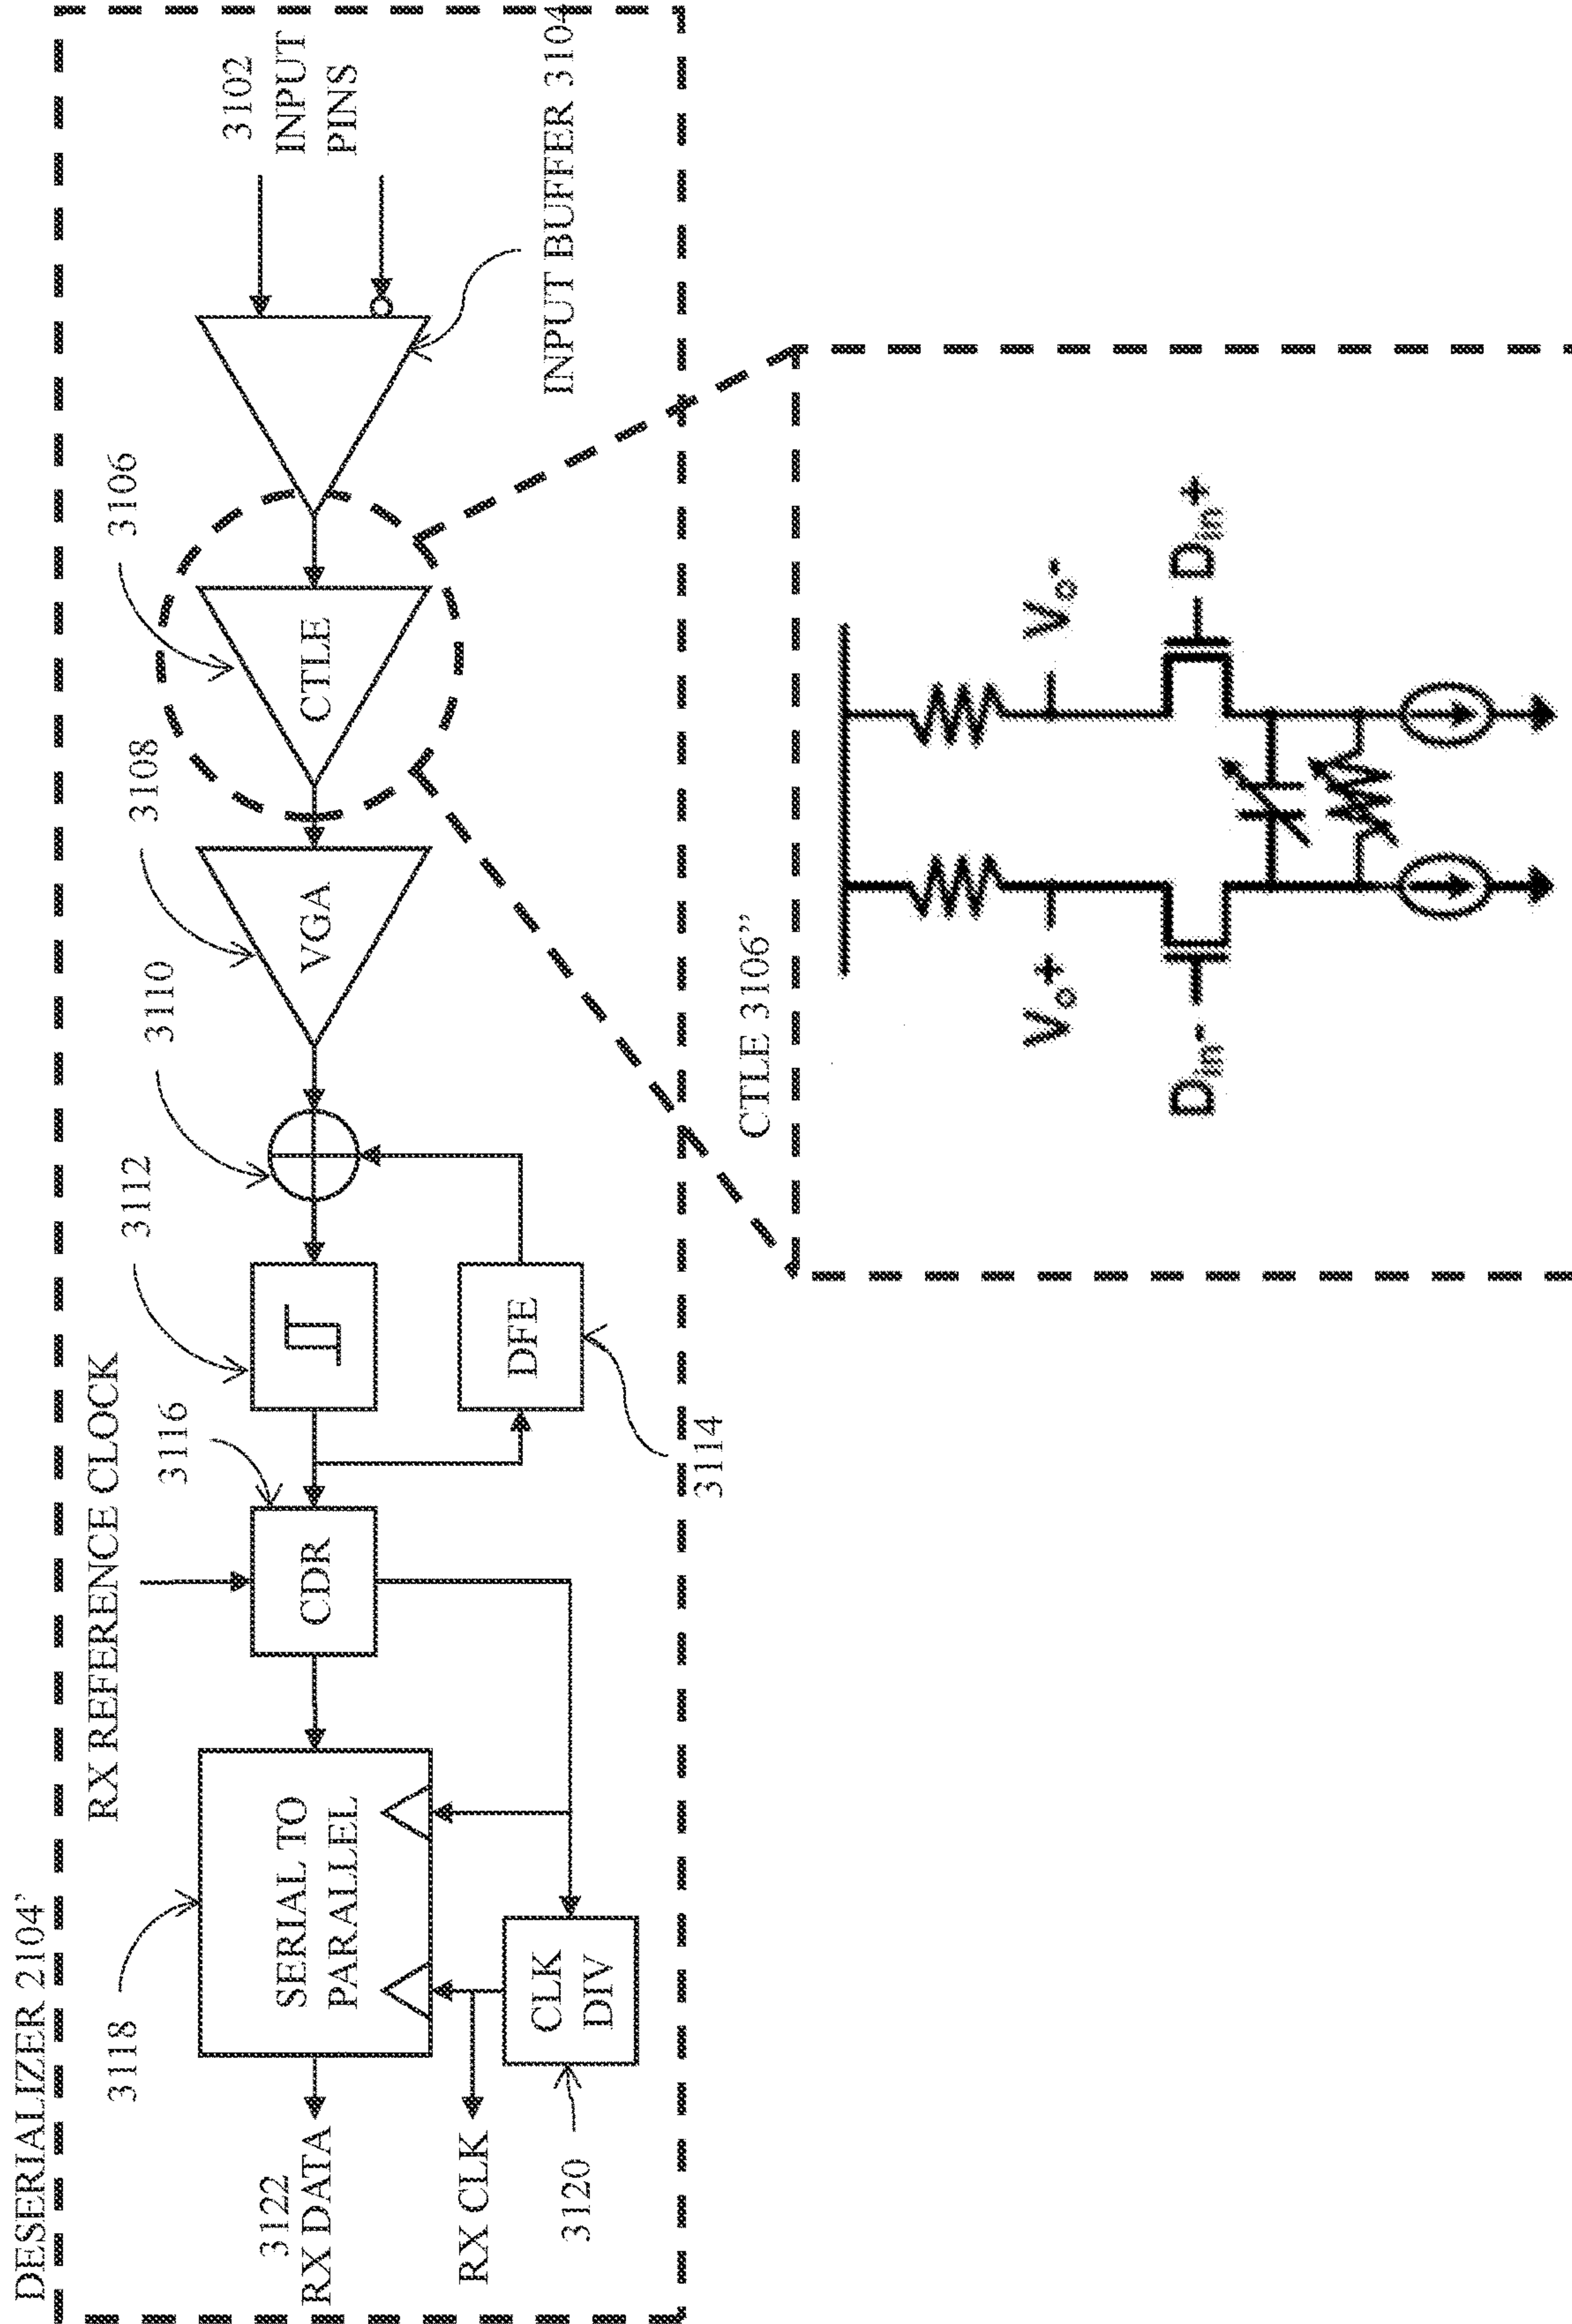 DESERIALIZER 2104’
3118
RX REFERENCE CLOCK
3116
3112
3110
3108
3106
3102
INPUT
PINS
3122
RX DATA
SERIAL TO
PARALLEL
CDR
VGA
CTLE
RX CLK
CLK
DIV
DFE
INPUT BUFFER 3104
3120
3114
CTLE 3106”
Vo+
Vo-
Din-
Din+